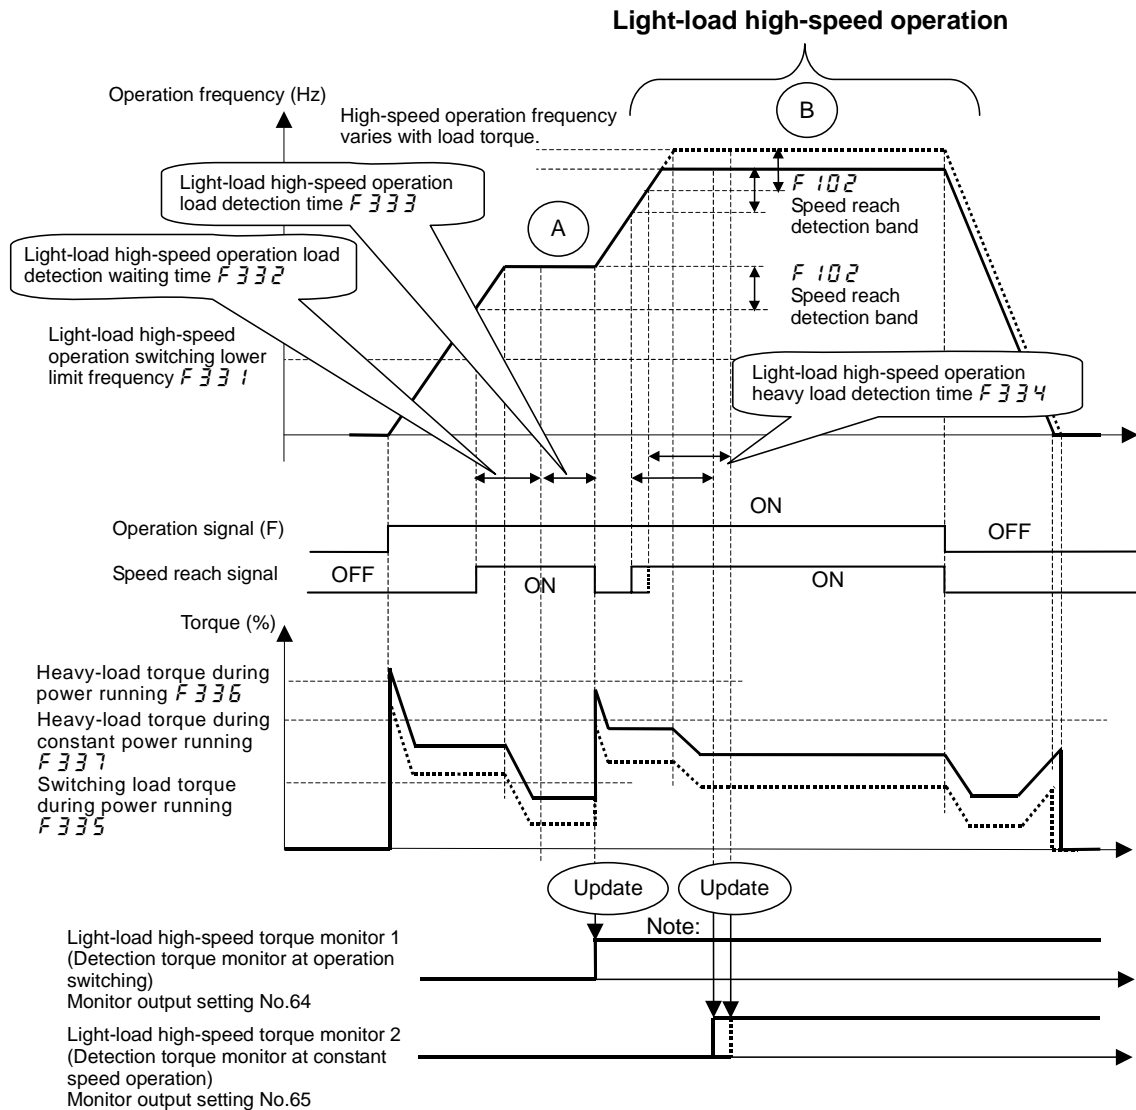 Light-load high-speed operation
Operation frequency (Hz)
B
High-speed operation frequency
varies with load torque.
Light-load high-speed operation
load detection time F333
F102
Speed reach
detection band
A
Light-load high-speed operation load
detection waiting time F332
F102
Speed reach
detection band
Light-load high-speed
operation switching lower
limit frequency F331
Light-load high-speed operation
heavy load detection time F334
ON
Operation signal (F)
OFF
Speed reach signal
OFF
ON
ON
Torque (%)
Heavy-load torque during
power running F336
Heavy-load torque during
constant power running
F337
Switching load torque
during power running
F335
Update
Update
Note:
Light-load high-speed torque monitor 1
(Detection torque monitor at operation
switching)
Monitor output setting No.64
Light-load high-speed torque monitor 2
(Detection torque monitor at constant
speed operation)
Monitor output setting No.65